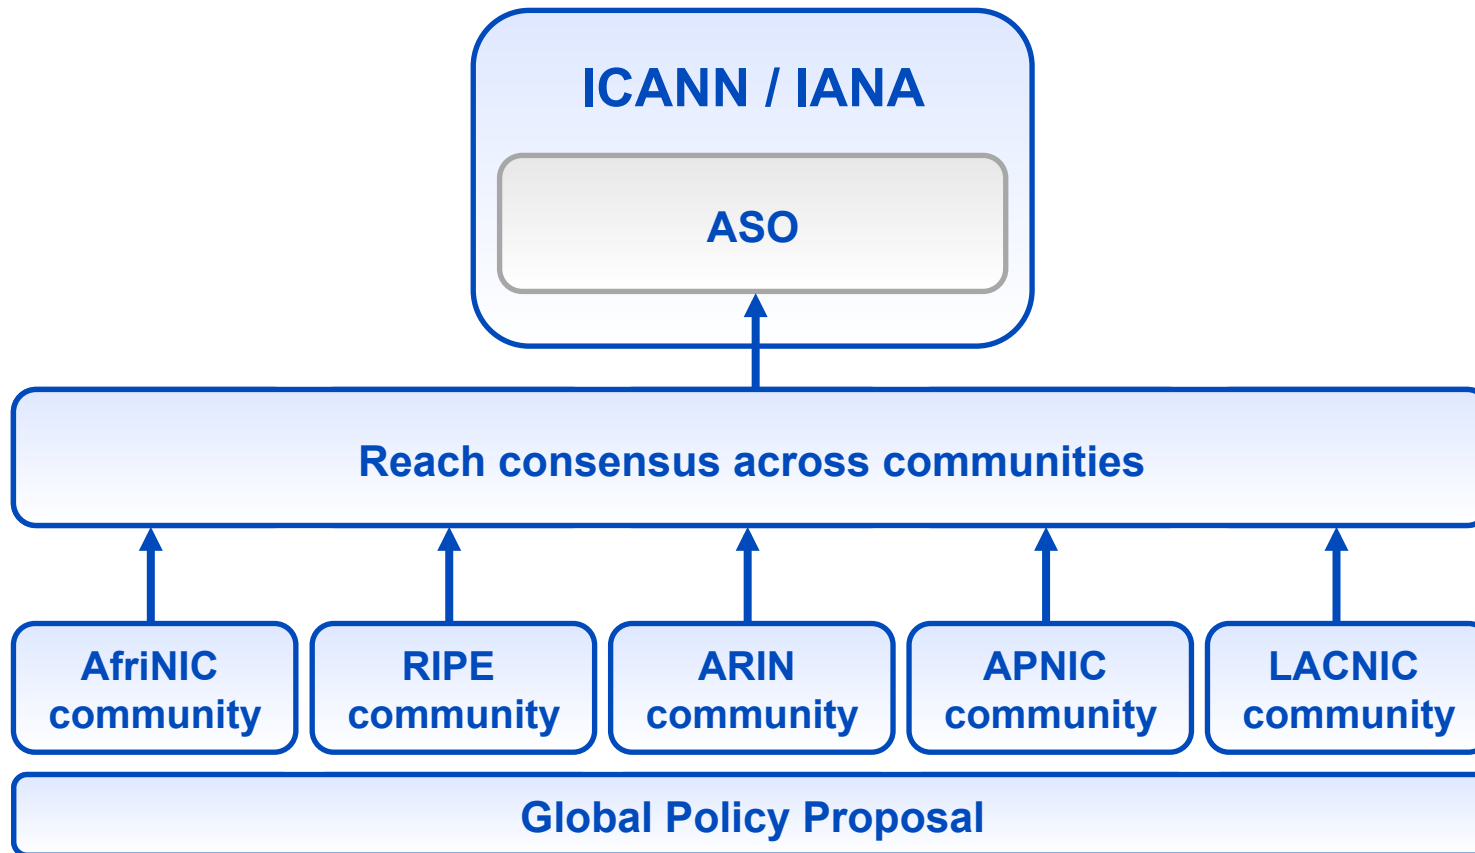 ICANN / IANA
ASO
Reach consensus across communities
AfriNIC
community
RIPE
community
ARIN
community
APNIC
community
LACNIC
community
Global Policy Proposal